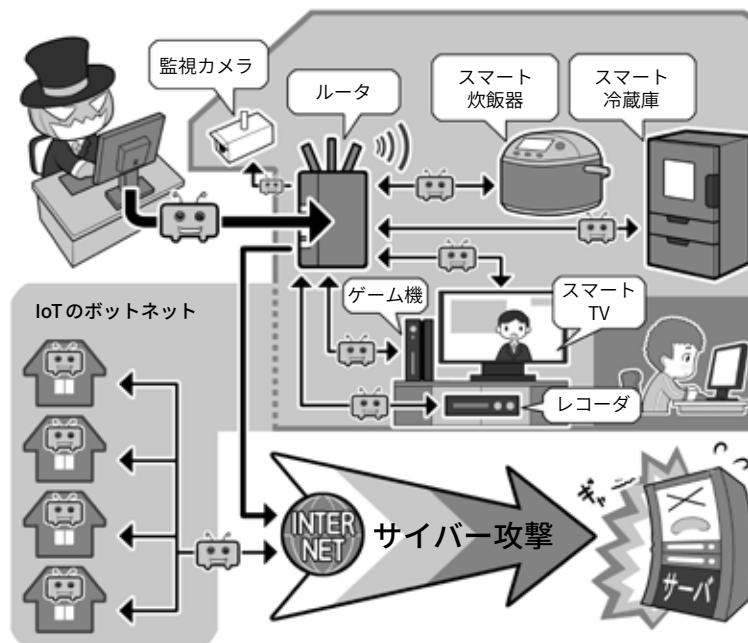 監視カメラ
ルータ
スマート
炊飯器
スマート
冷蔵庫
IoTのボットネット
ゲーム機
スマート
TV
レコーダ
INTER
NET
サイバー攻撃
ギャー
サーバ